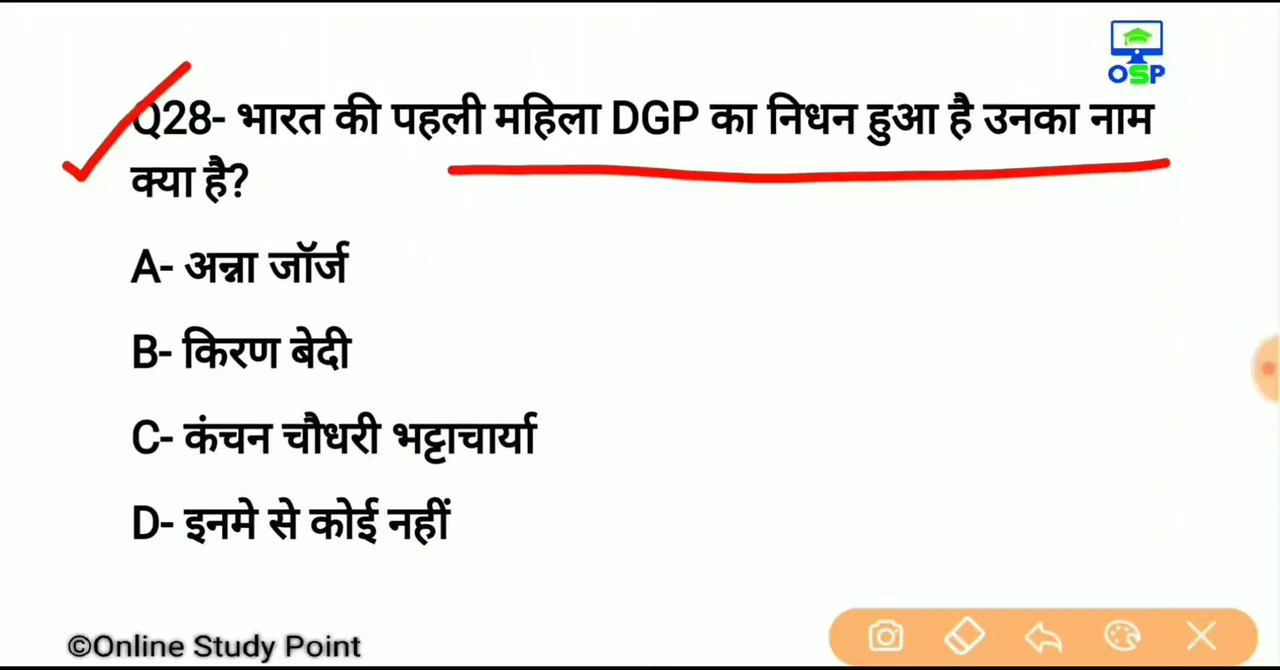 OSP
Q28- भारत की पहली महिला DGP का निधन हुआ है उनका नाम
क्या है?
A- अन्ना जॉर्ज
B- किरण बेदी
C- कंचन चौधरी भट्टाचार्या
D- इनमे से कोई नहीं
©Online Study Point